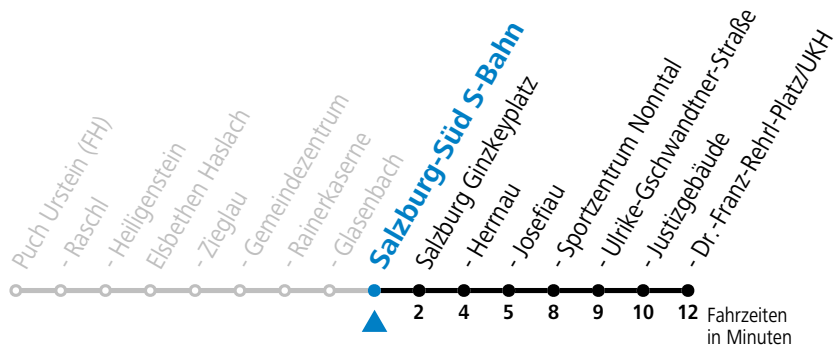 Puch Urstein (FH)
- Raschl
- Heiligenstein
Elsbethen Haslach
- Zieglau
- Gemeindezentrum
- Rainerkaserne
- Glasenbach
Salzburg-Süd S-Bahn
Salzburg Ginzkeyplatz
- Herrnau
- Josefiau
- Sportzentrum Nonntal
- Ulrike-Gschwandtner-Straße
- Justizgebäude
- Dr.-Franz-Rehrl-Platz/UKH
2 4 5 8 9 10 12 Fahrzeiten
in Minuten